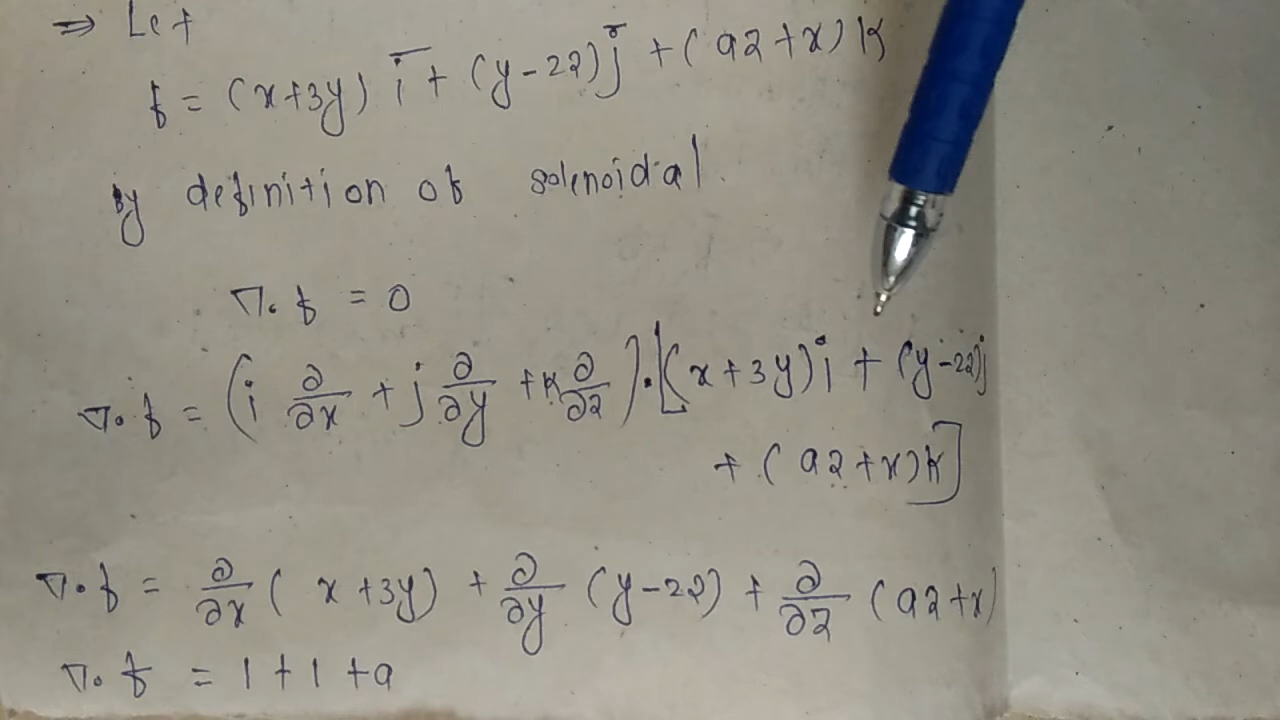 ⇒ Let
f = (x+3y) i̅ + (y-2z)j̅ + (az+x) k
by definition of solenoidal.
∇. f = 0
∇. f = (i ∂/∂x + j ∂/∂y + k ∂/∂z) . [(x+3y)i + (y-2z)j
+ (az+x)k]
∇. f = ∂/∂x (x+3y) + ∂/∂y (y-2z) + ∂/∂z (az+x)
∇. f = 1+1+a